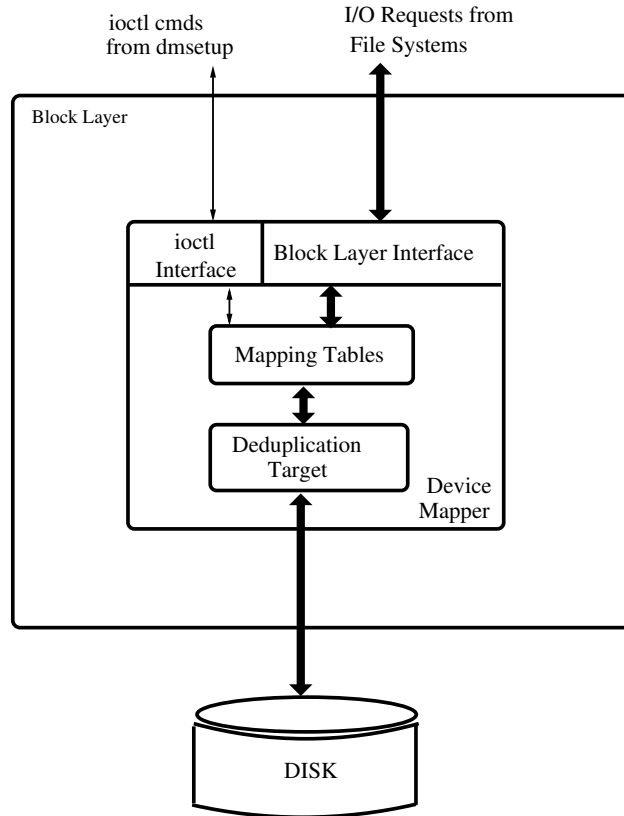 ioctl cmds
from dmsetup
I/O Requests from
File Systems
Block Layer
ioctl
Interface
Block Layer Interface
Mapping Tables
Deduplication
Target
Device
Mapper
DISK